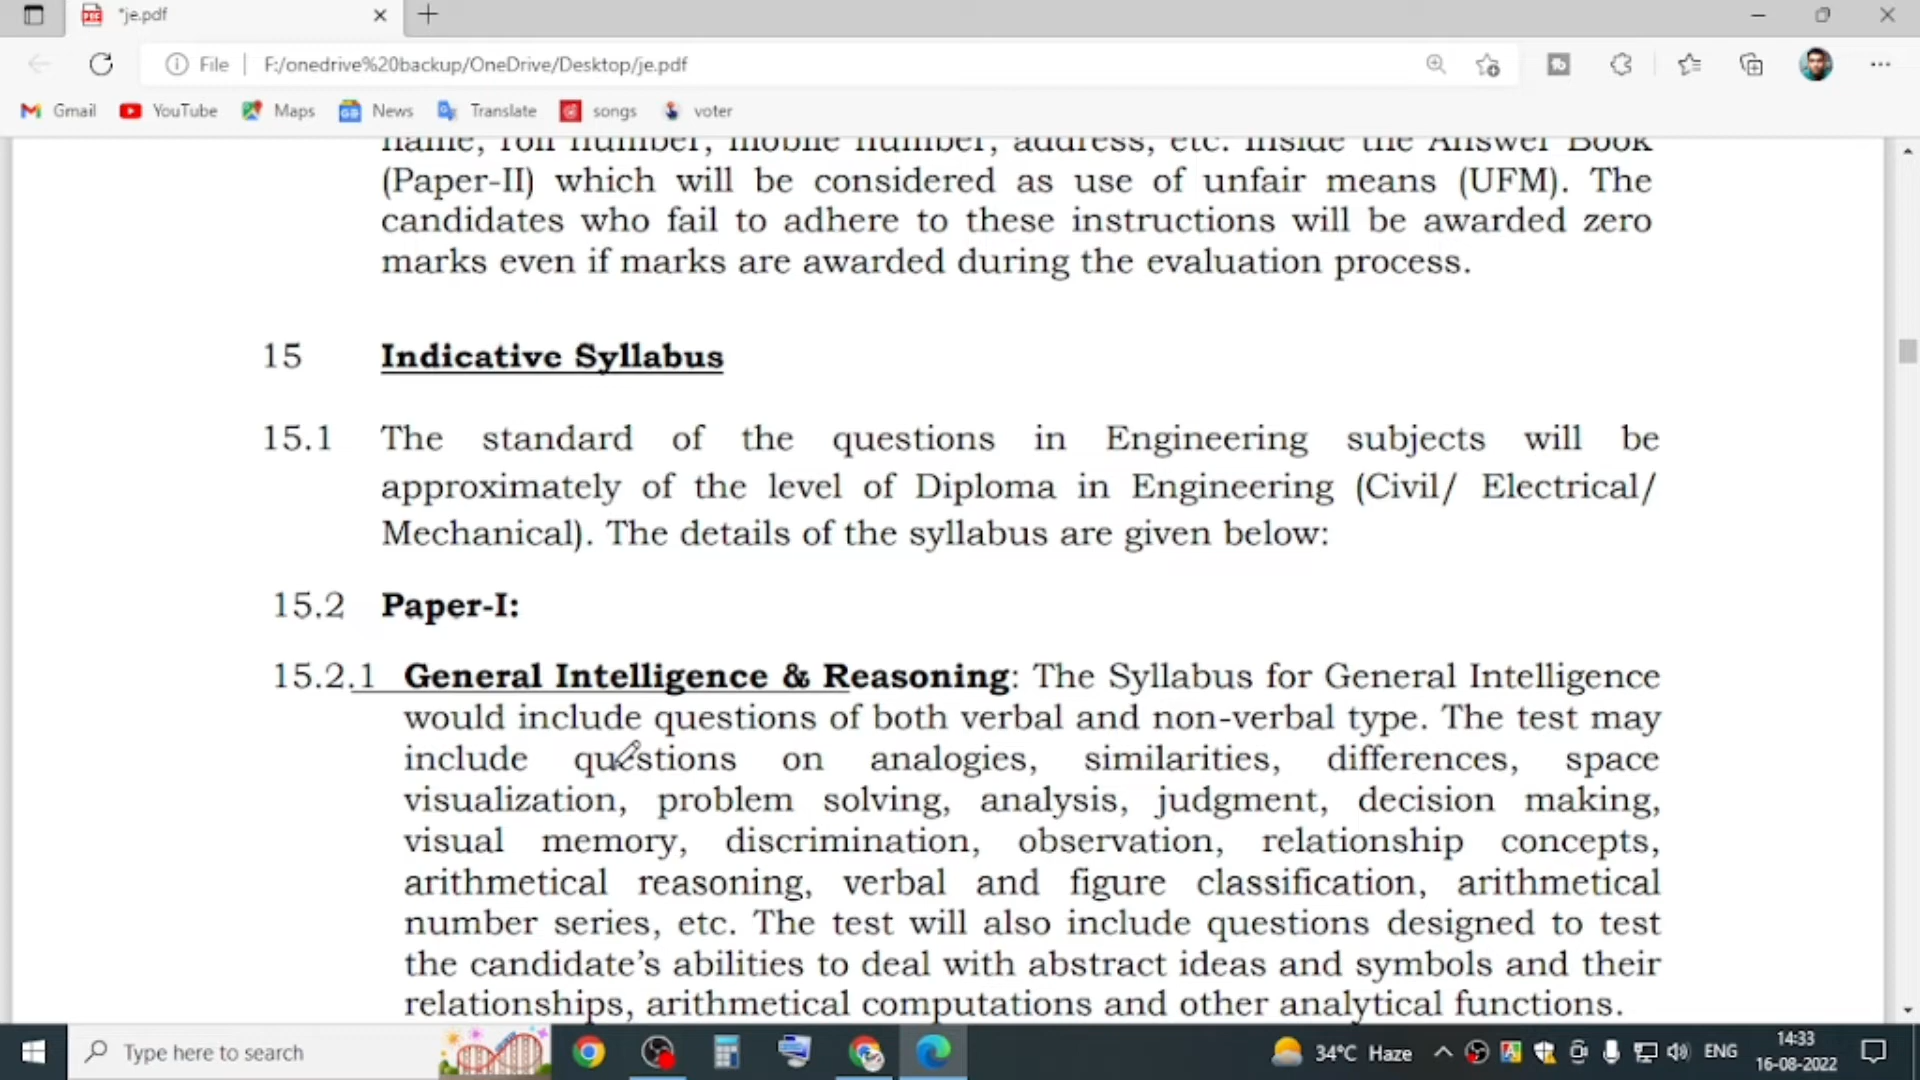 *je.pdf
File
F:/onedrive%20backup/OneDrive/Desktop/je.pdf
Gmail YouTube Maps News Translate songs voter
name, roll number, mobile number, address, etc. inside the Answer Book
(Paper-II) which will be considered as use of unfair means (UFM). The
candidates who fail to adhere to these instructions will be awarded zero
marks even if marks are awarded during the evaluation process.
15 Indicative Syllabus
15.1 The standard of the questions in Engineering subjects will be
approximately of the level of Diploma in Engineering (Civil/ Electrical/
Mechanical). The details of the syllabus are given below:
15.2 Paper-I:
15.2.1 General Intelligence & Reasoning: The Syllabus for General Intelligence
would include questions of both verbal and non-verbal type. The test may
include questions on analogies, similarities, differences, space
visualization, problem solving, analysis, judgment, decision making,
visual memory, discrimination, observation, relationship concepts,
arithmetical reasoning, verbal and figure classification, arithmetical
number series, etc. The test will also include questions designed to test
the candidate's abilities to deal with abstract ideas and symbols and their
relationships, arithmetical computations and other analytical functions.
Type here to search
34°C Haze
ENG
14:33
16-08-2022